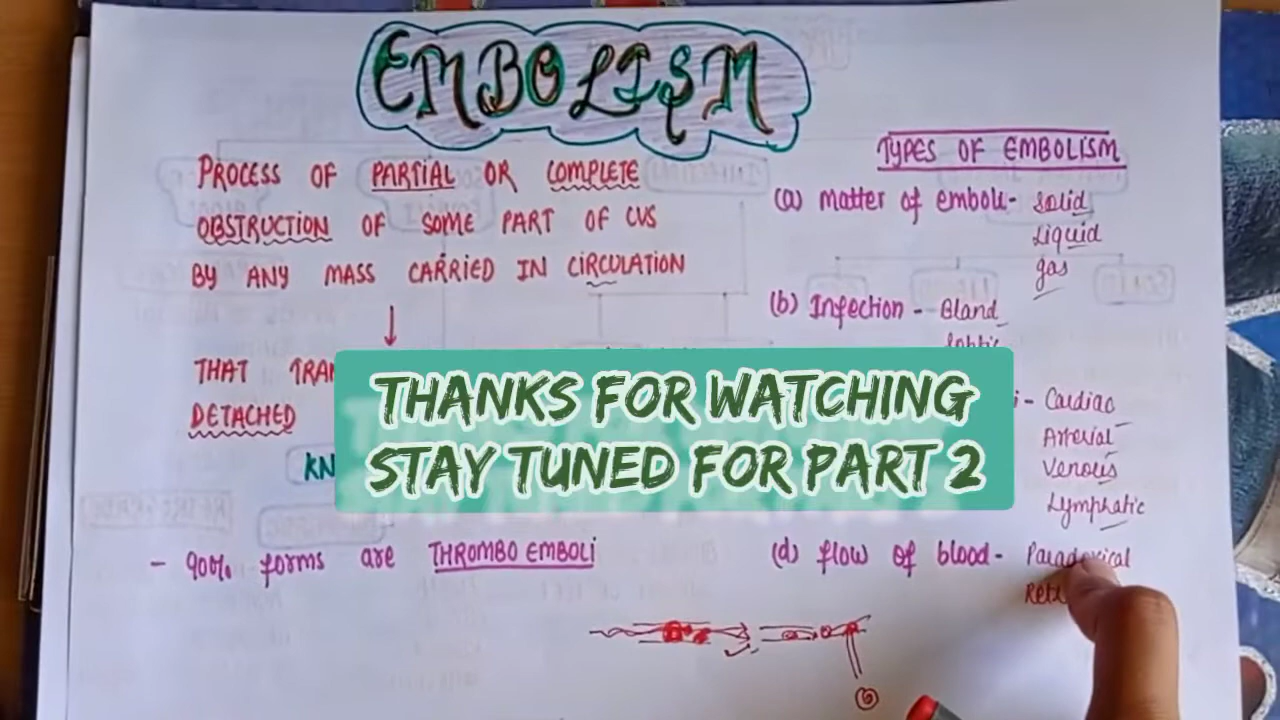 EMBOLISM
PROCESS OF PARTIAL OR COMPLETE
OBSTRUCTION OF SOME PART OF CVS
BY ANY MASS CARRIED IN CIRCULATION
THAT
DETACHED
- 90% forms are THROMBO EMBOLI
TYPES OF EMBOLISM
(a) matter of emboli- Solid
Liquid
gas
(b) Infection - Bland
- Cardiac
Arterial
Venous
Lymphatic
(d) flow of blood- Paradoxical
THANKS FOR WATCHING
STAY TUNED FOR PART 2